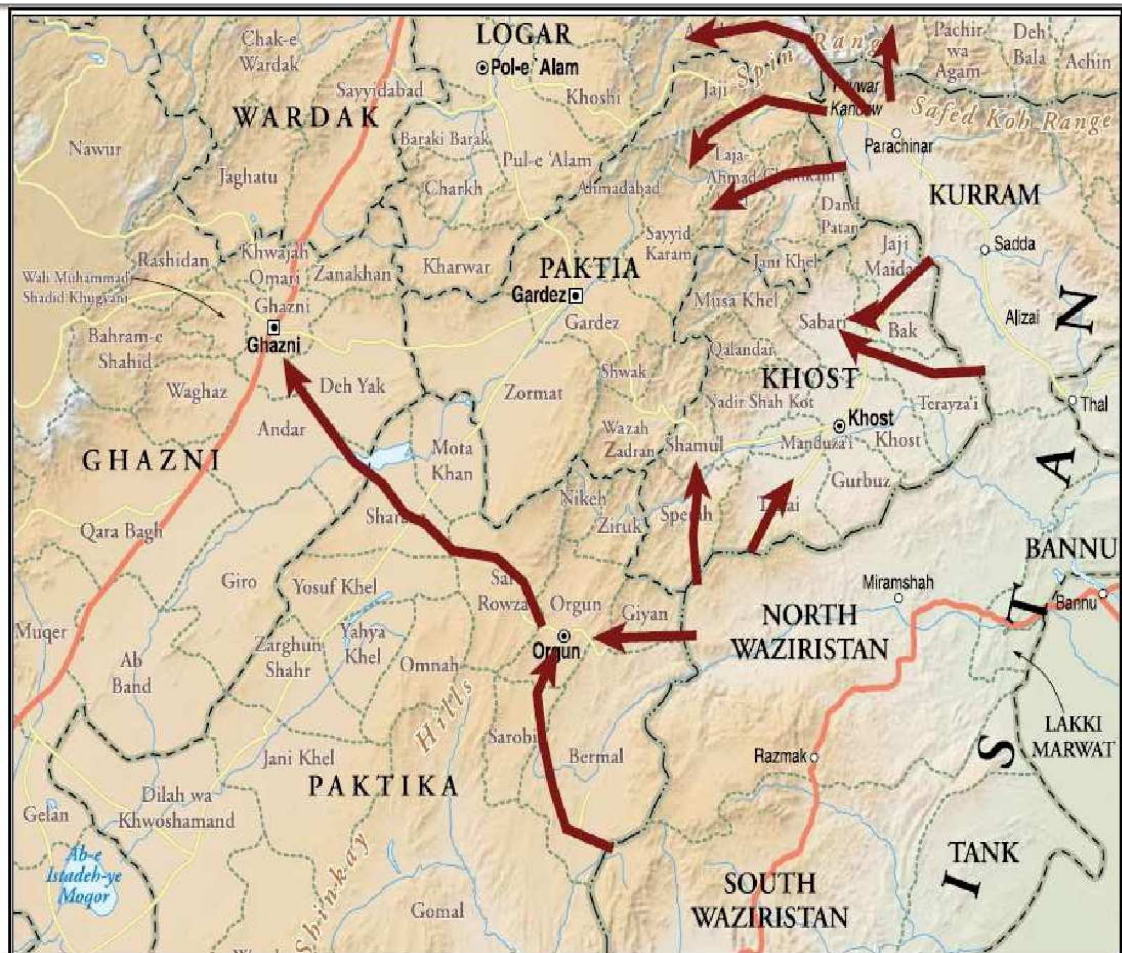 LOGAR
Pol-e 'Alam
Chak-e
Wardak
Sayyidabad
Khoshi
WARDAK
Nawur
Baraki Barak
Pul-e 'Alam
Jaghatu
Charkh
Ahmadabad
Jaji
Spin Range
Pachir
wa
Agam
Deh
Bala
Achin
Safed Koh Range
Parachinar
KURRAM
Dand
Patan
Sayyid
Karam
Sadda
Jaji
Jani Khel
Rashidan
Khwajah
Omari
Zanakhan
Kharwar
PAKTIA
Gardez
Wali Muhammad
Shadid Khugyani
Ghazni
Ghazni
Gardez
Musa Khel
Sabari
Bak
Alizai
Bahram-e
Shahid
Waghaz
Deh Yak
Zormat
Shwak
Qalandar
KHOST
Nadir Shah Kot
Terayza'i
Thal
Andar
Mota
Khan
Wazah
Zadran
Shamul
Khost
Manduza'i
Khost
Gurbuz
GHAZNI
Nikeh
Ziruk
Qara Bagh
Giro
Yosuf Khel
Rowza
Orgun
Giyan
Orgun
NORTH
WAZIRISTAN
Miramshah
BANNU
Bannu
Muqer
Ab
Band
Zarghun
Shahr
Yahya
Khel
Omnah
Sarobi
Bermal
Razmak
LAKKI
MARWAT
Hills
Jani Khel
PAKTIKA
Dilah wa
Khwoshamand
Gelan
Ab-e
Istadeh-ye
Moqor
Shinkay
Gomal
SOUTH
WAZIRISTAN
TANK
I S T A N